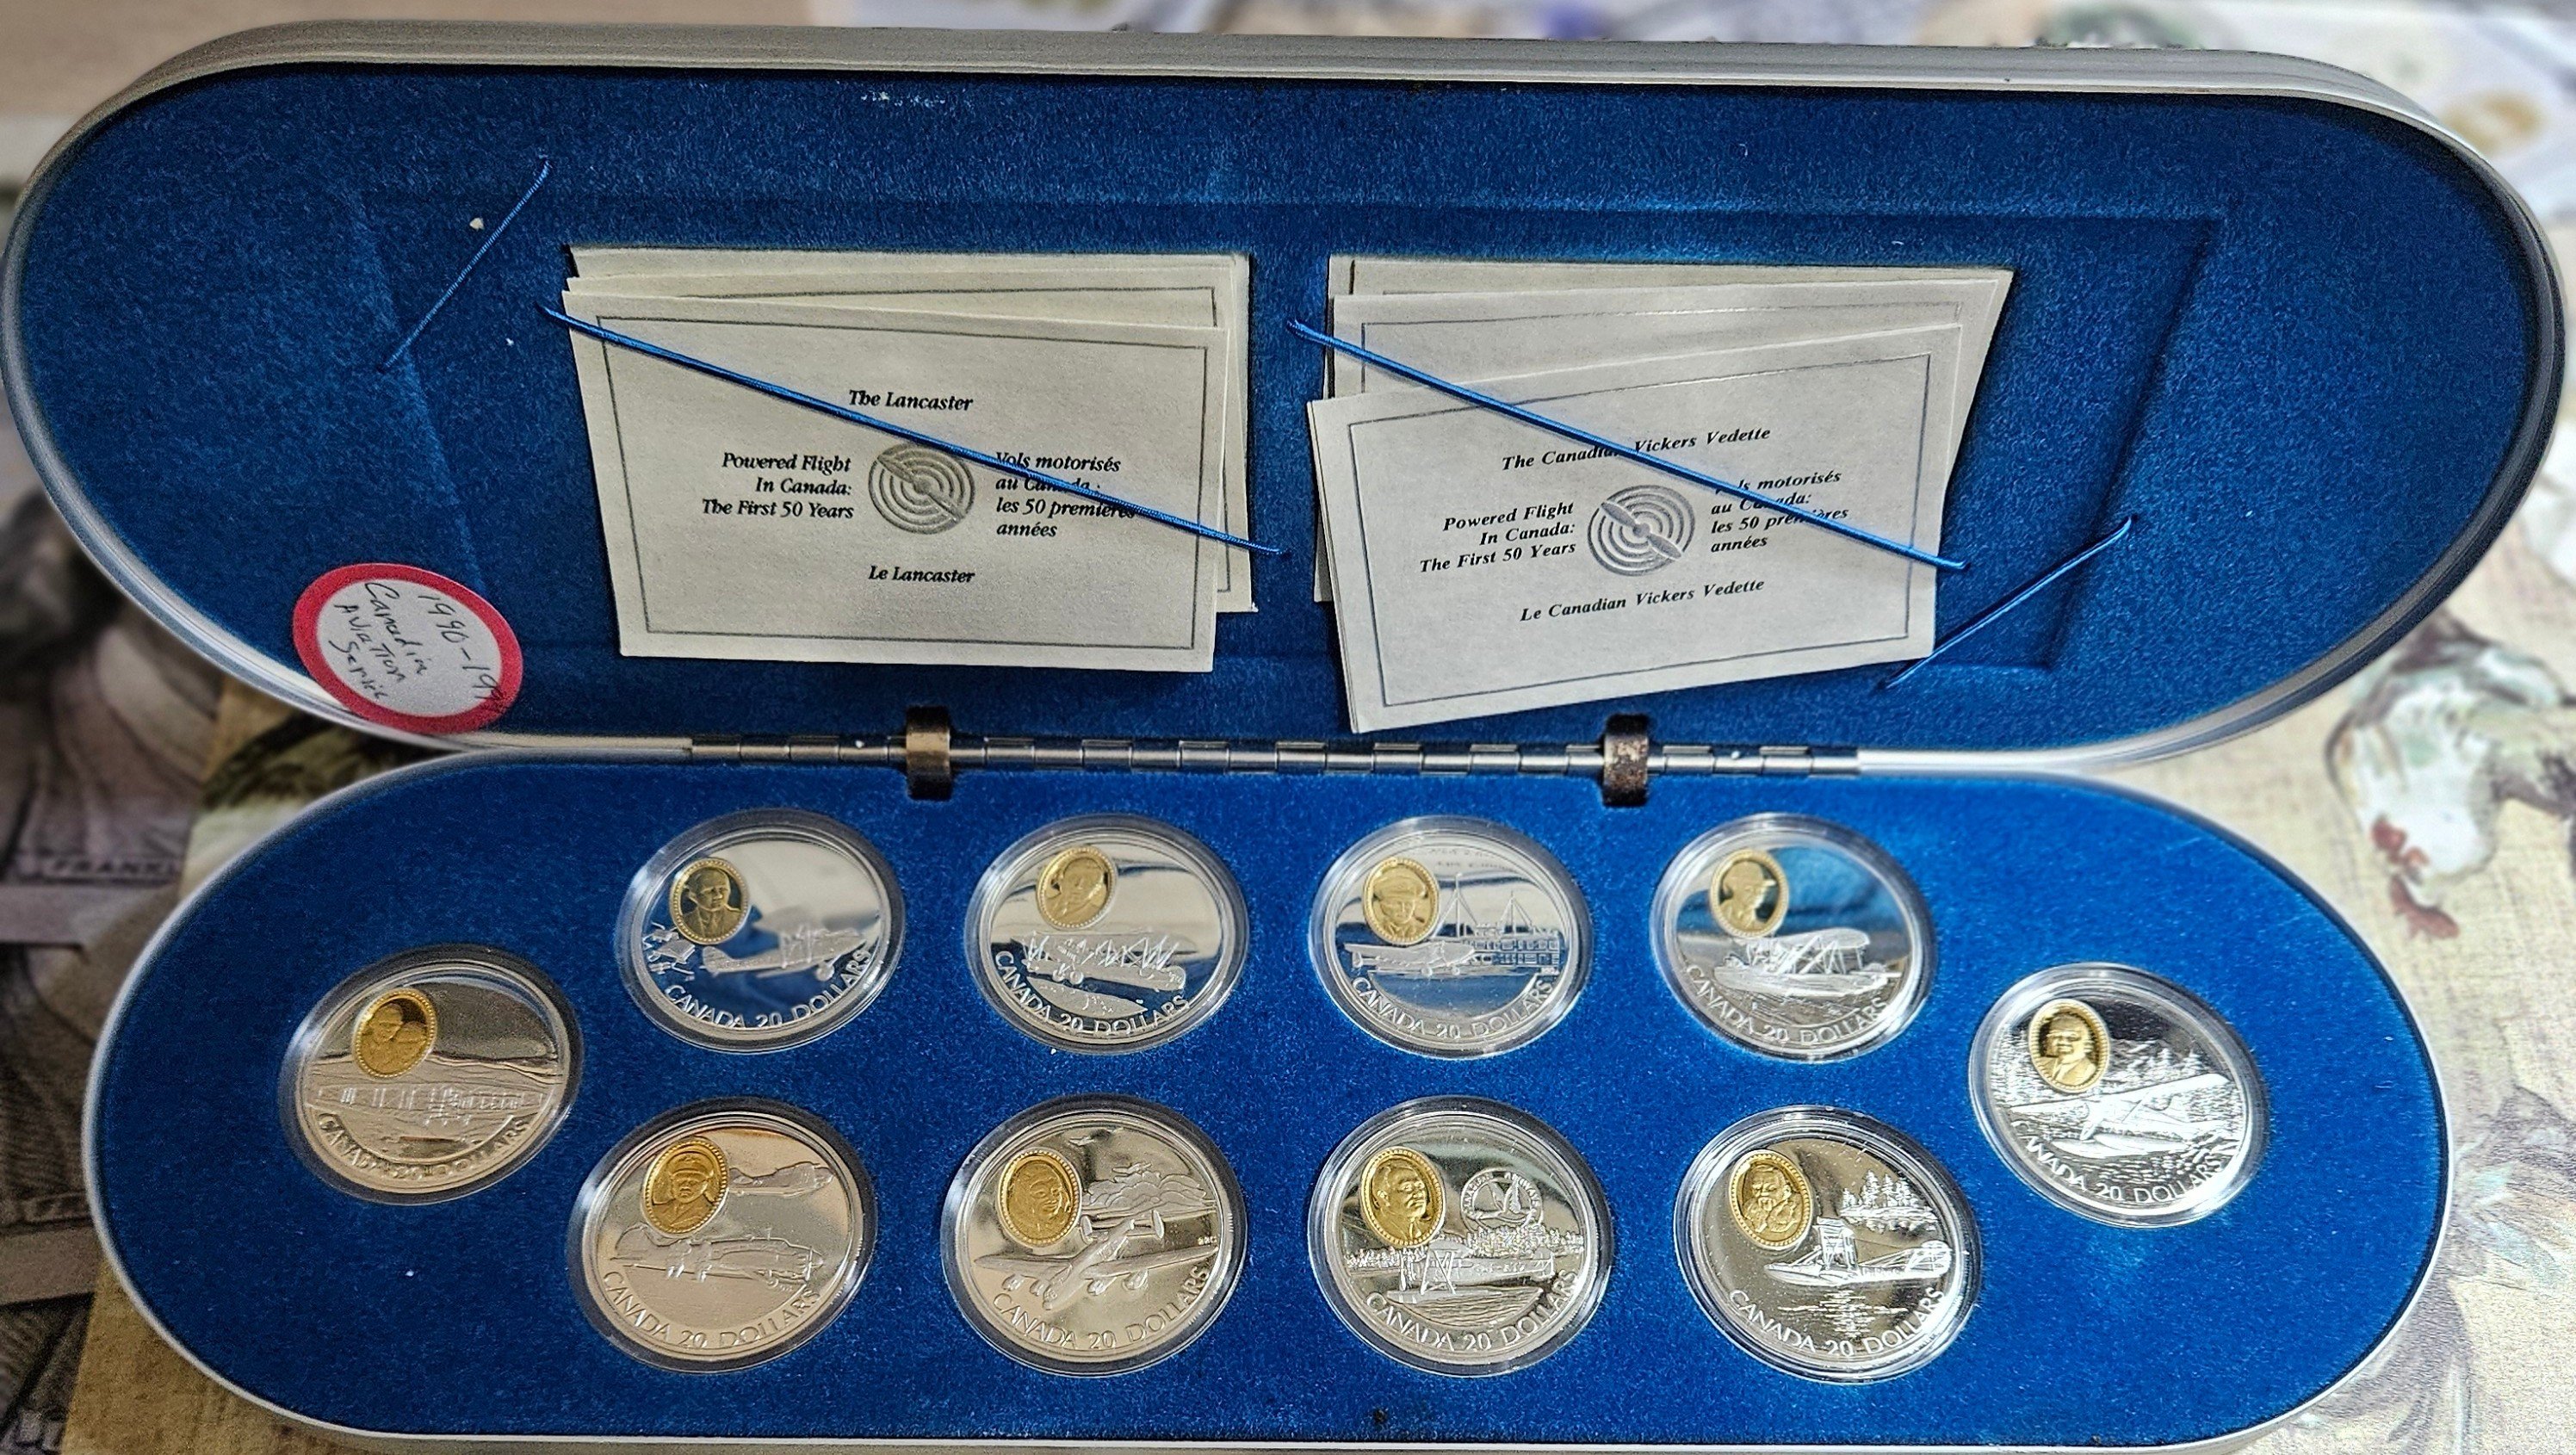 The Lancaster
Powered Flight
In Canada:
The First 50 Years
Vols motorisés
au Canada :
les 50 premières
années
Le Lancaster
The Canadian Vickers Vedette
Powered Flight
In Canada:
The First 50 Years
Vols motorisés
au Canada:
les 50 premières
années
Le Canadian Vickers Vedette
1990-19
Canadian
Aviation
Series
CANADA 20 DOLLARS
CANADA 20 DOLLARS
CANADA 20 DOLLARS
CANADA 20 DOLLARS
CANADA 20 DOLLARS
CANADA 20 DOLLARS
CANADA 20 DOLLARS
CANADA 20 DOLLARS
CANADA 20 DOLLARS
CANADA 20 DOLLARS
FRANK